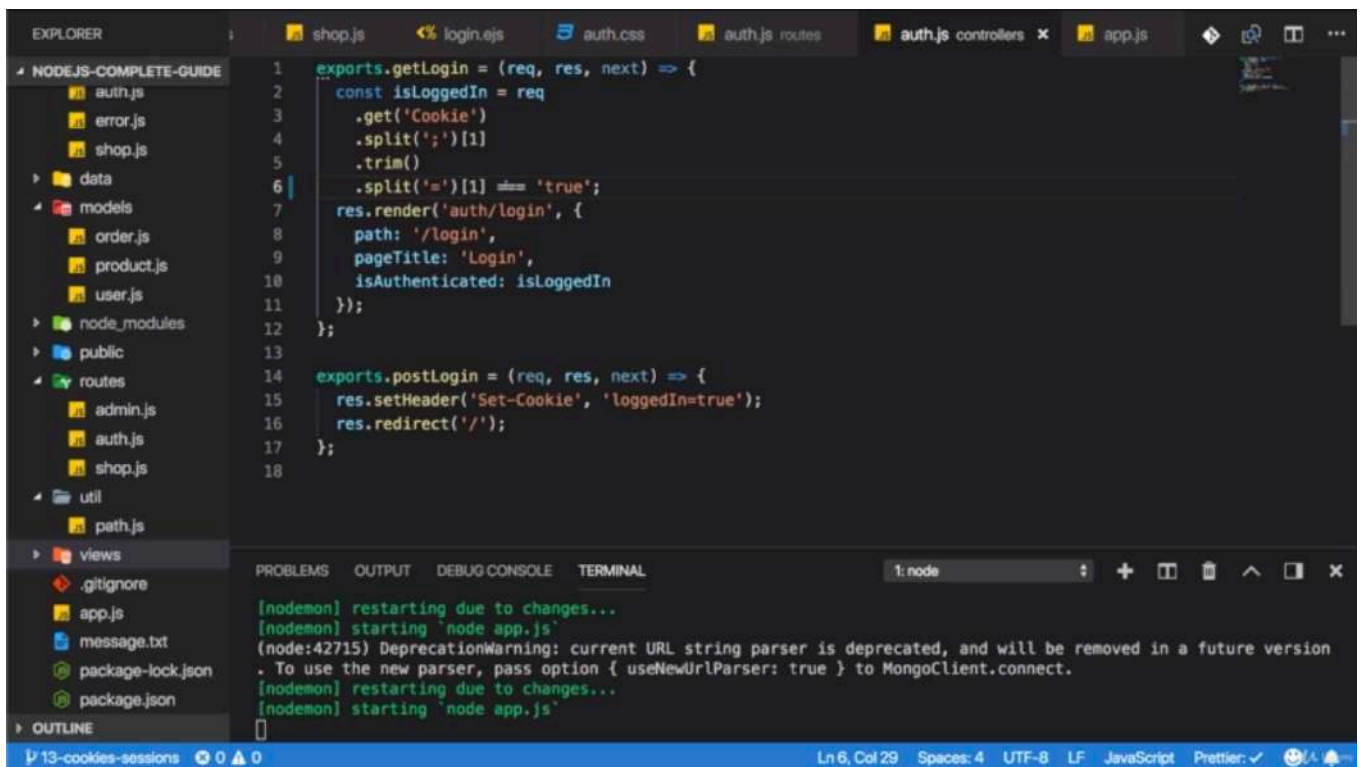 EXPLORER
shop.js
login.ejs
auth.css
auth.js routes
auth.js controllers
app.js
NODEJS-COMPLETE-GUIDE
auth.js
error.js
shop.js
data
models
order.js
product.js
user.js
node_modules
public
routes
admin.js
auth.js
shop.js
util
path.js
views
.gitignore
app.js
message.txt
package-lock.json
package.json
OUTLINE
1 exports.getLogin = (req, res, next) => {
2 const isLoggedIn = req
3 .get('Cookie')
4 .split(';')[1]
5 .trim()
6 .split('=')[1] === 'true';
7 res.render('auth/login', {
8 path: '/login',
9 pageTitle: 'Login',
10 isAuthenticated: isLoggedIn
11 });
12 };
13
14 exports.postLogin = (req, res, next) => {
15 res.setHeader('Set-Cookie', 'loggedIn=true');
16 res.redirect('/');
17 };
18
PROBLEMS OUTPUT DEBUG CONSOLE TERMINAL 1: node
[nodemon] restarting due to changes...
[nodemon] starting `node app.js`
(node:42715) DeprecationWarning: current URL string parser is deprecated, and will be removed in a future version
. To use the new parser, pass option { useNewUrlParser: true } to MongoClient.connect.
[nodemon] restarting due to changes...
[nodemon] starting `node app.js`
13-cookies-sessions 0 0 Ln 6, Col 29 Spaces: 4 UTF-8 LF JavaScript Prettier: ✓